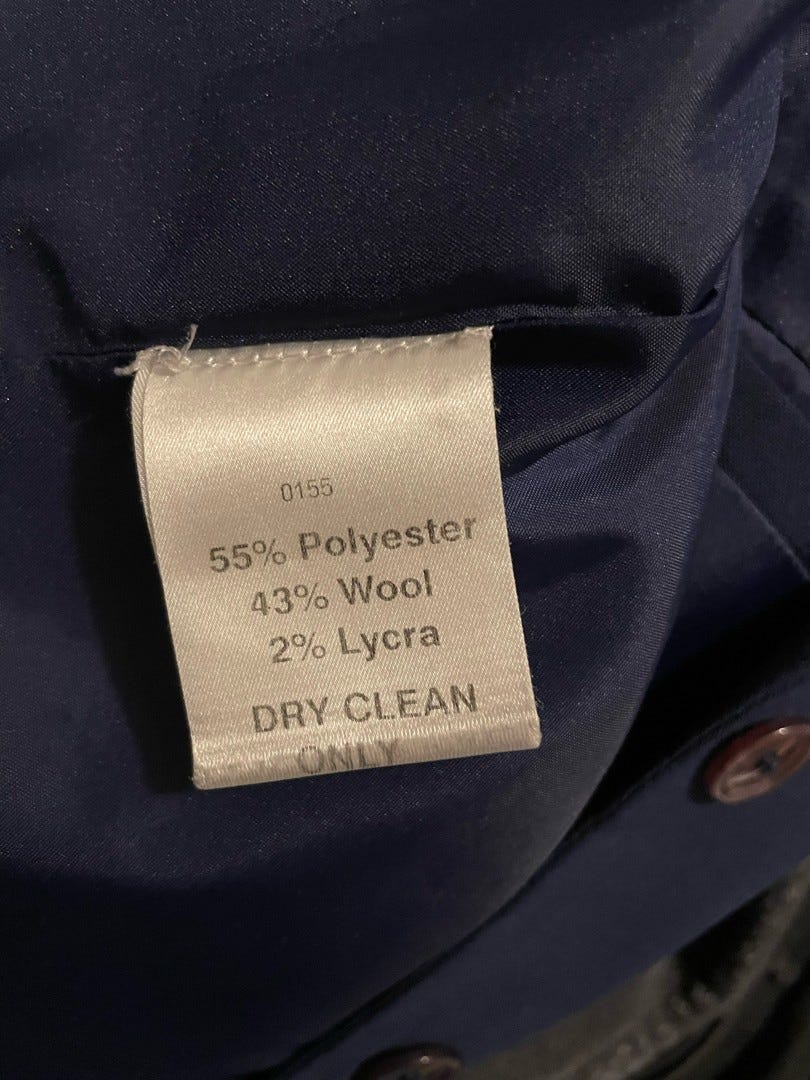 0155
55% Polyester
43% Wool
2% Lycra
DRY CLEAN
ONLY